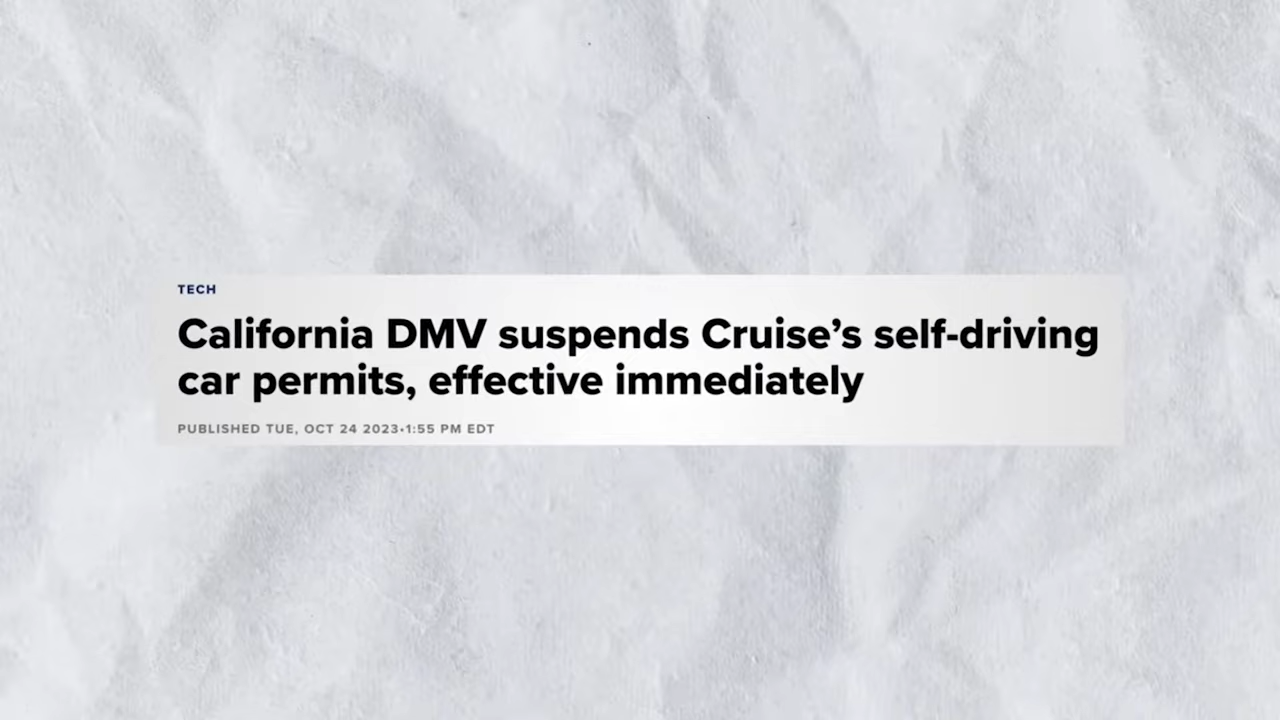 TECH
California DMV suspends Cruise’s self-driving
car permits, effective immediately
PUBLISHED TUE, OCT 24 2023•1:55 PM EDT